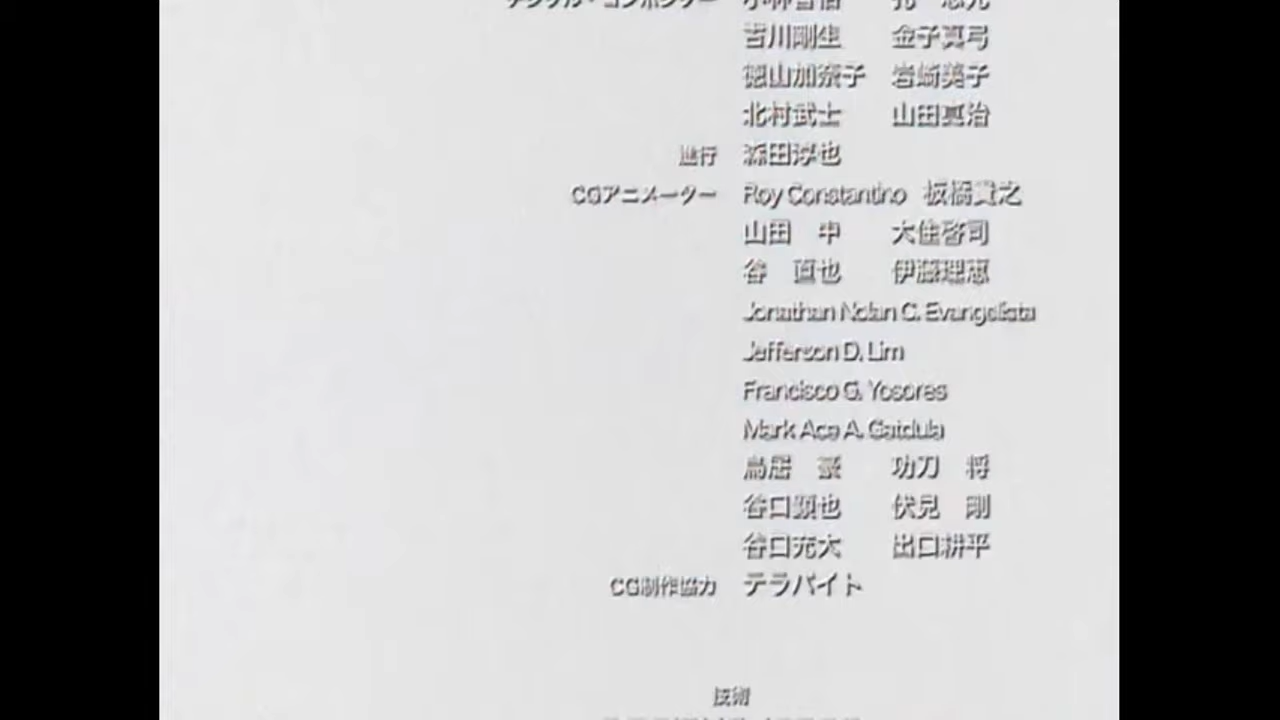 吉川剛生 金子真弓
徳山加奈子 岩崎美子
北村武士 山田真治
進行 森田淳也
CGアニメーター Roy Constantino 板橋貴之
山田 中 大住啓司
谷 直也 伊藤理恵
Jonathan Nolan C. Evangelista
Jefferson D. Lim
Francisco G. Yosores
Mark Ace A. Gatdula
鳥居 豪 功刀 将
谷口顕也 伏見 剛
谷口充大 出口耕平
CG制作協力 テラバイト
技術